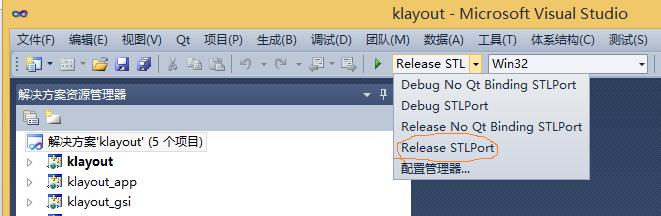 klayout - Microsoft Visual Studio
文件(F) 编辑(E) 视图(V) Qt 项目(P) 生成(B) 调试(D) 团队(M) 数据(A) 工具(T) 体系结构(C) 测试(S)
Release STL Win32
Debug No Qt Binding STLPort
Debug STLPort
Release No Qt Binding STLPort
Release STLPort
配置管理器...
解决方案资源管理器
解决方案'klayout' (5 个项目)
klayout
klayout_app
klayout_gsi